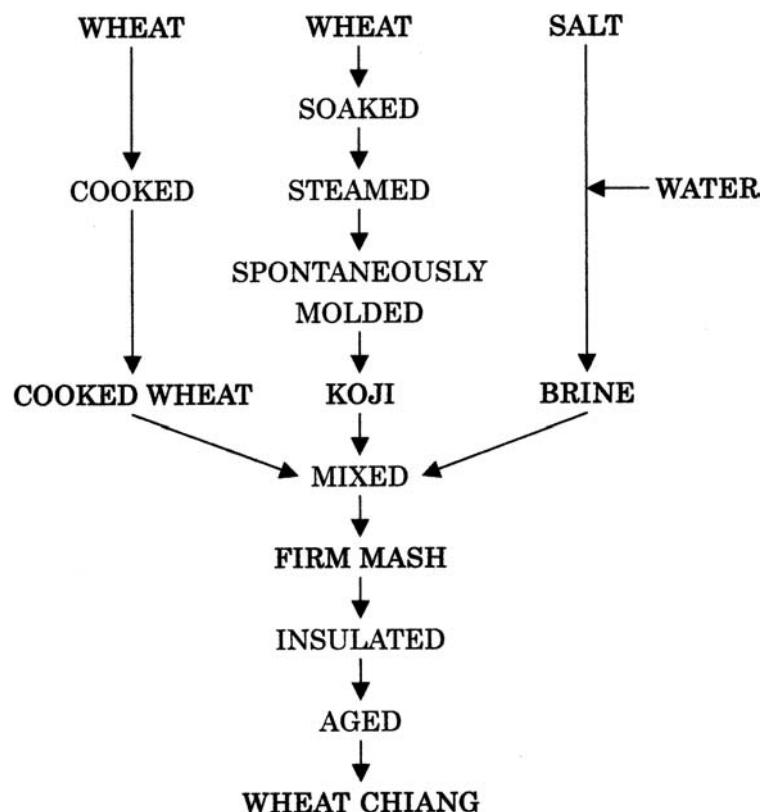 WHEAT WHEAT SALT
SOAKED
COOKED STEAMED WATER
SPONTANEOUSLY
MOLDED
COOKED WHEAT KOJI BRINE
MIXED
FIRM MASH
INSULATED
AGED
WHEAT CHIANG